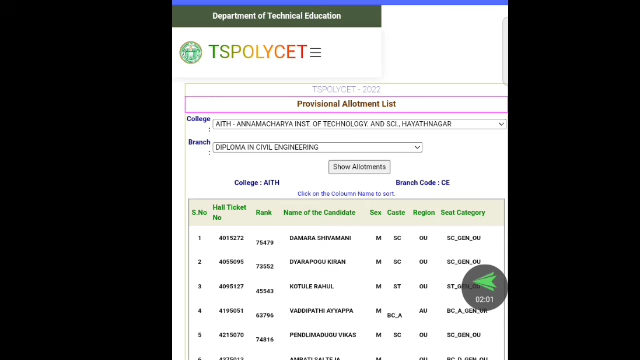 Department of Technical Education
TSPOLYCET
TSPOLYCET - 2022
Provisional Allotment List
College : AITH - ANNAMACHARYA INST. OF TECHNOLOGY AND SCI., HAYATHNAGAR
Branch : DIPLOMA IN CIVIL ENGINEERING
Show Allotments
College : AITH Branch Code : CE
Click on the Coloumn Name to sort.
S.No Hall Ticket No Rank Name of the Candidate Sex Caste Region Seat Category
1 4015272 75479 DAMARA SHIVAMANI M SC OU SC_GEN_OU
2 4055095 73552 DYARAPOGU KIRAN M SC OU SC_GEN_OU
3 4095127 45543 KOTULE RAHUL M ST OU ST_GEN_OU
4 4195051 63796 VADDIPATHI AYYAPPA M BC_A AU BC_A_GEN_UR
5 4215070 74816 PENDLIMADUGU VIKAS M SC OU SC_GEN_OU
02:01